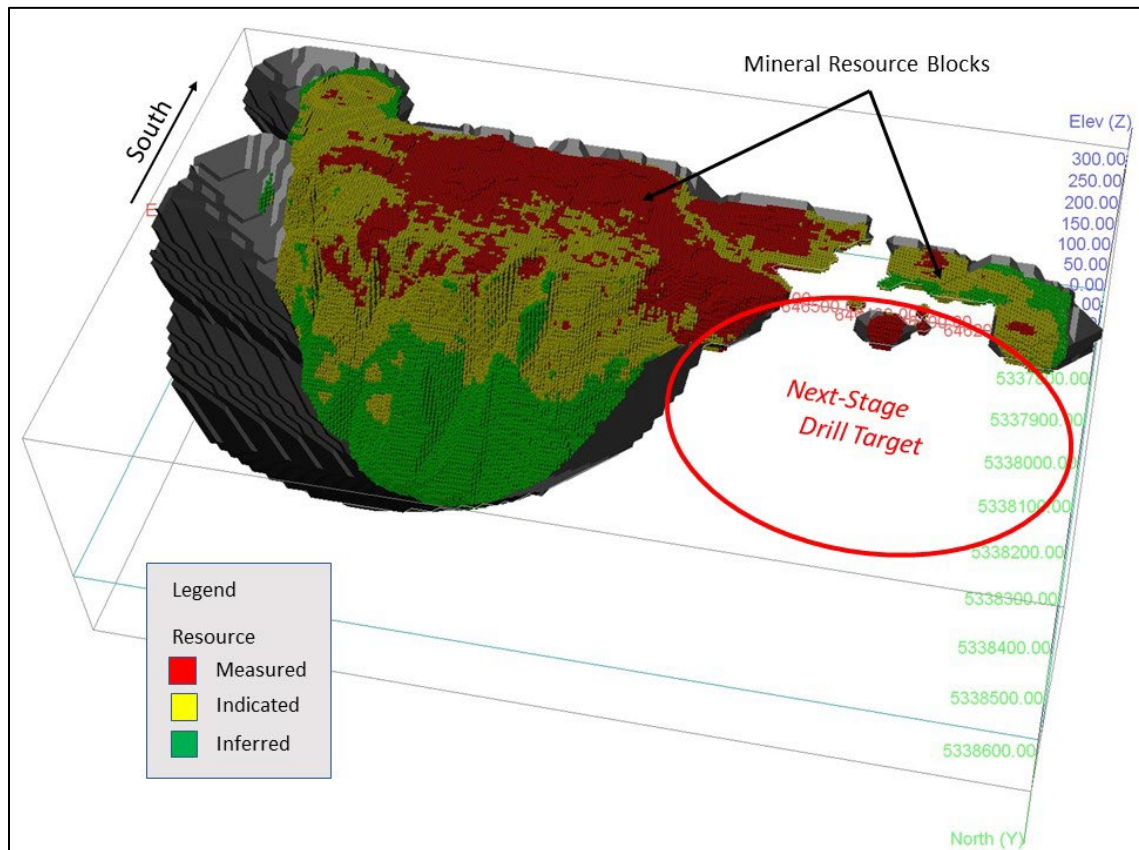 Mineral Resource Blocks
South
Elev (Z)
300.00
250.00
200.00
150.00
100.00
50.00
0.00
E
Next-Stage
Drill Target
5337900.00
5338000.00
5338100.00
5338200.00
5338300.00
5338400.00
5338500.00
5338600.00
North (Y)
Legend
Resource
Measured
Indicated
Inferred